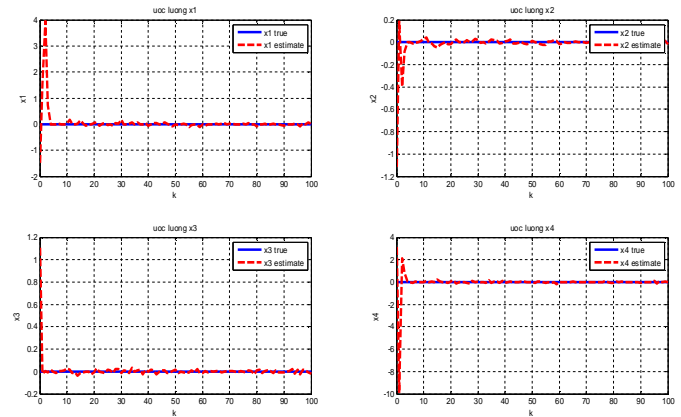 uoc luong x1
x1 true
x1 estimate
x1
4
3
2
1
0
-1
-2
0 10 20 30 40 50 60 70 80 90 100
k
uoc luong x2
x2 true
x2 estimate
x2
0.2
0
-0.2
-0.4
-0.6
-0.8
-1
-1.2
0 10 20 30 40 50 60 70 80 90 100
k
uoc luong x3
x3 true
x3 estimate
x3
1.2
1
0.8
0.6
0.4
0.2
0
-0.2
0 10 20 30 40 50 60 70 80 90 100
k
uoc luong x4
x4 true
x4 estimate
x4
4
2
0
-2
-4
-6
-8
-10
0 10 20 30 40 50 60 70 80 90 100
k